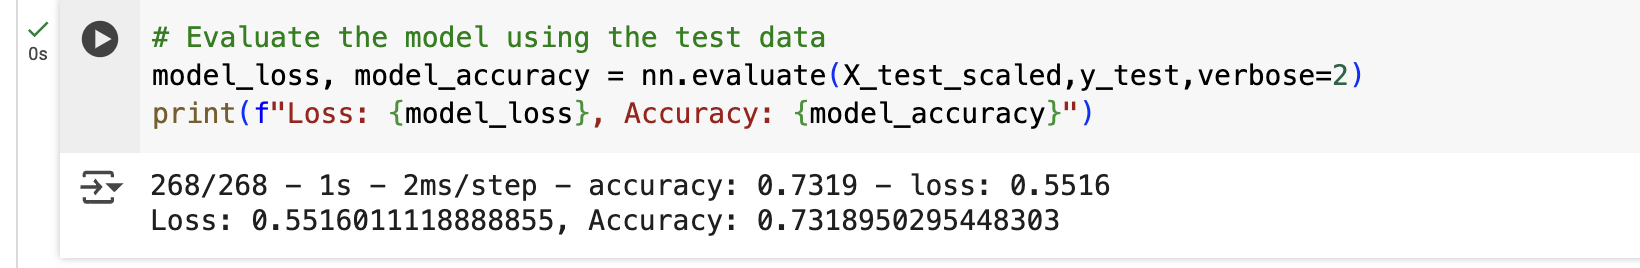 0s
# Evaluate the model using the test data
model_loss, model_accuracy = nn.evaluate(X_test_scaled,y_test,verbose=2)
print(f"Loss: {model_loss}, Accuracy: {model_accuracy}")
268/268 - 1s - 2ms/step - accuracy: 0.7319 - loss: 0.5516
Loss: 0.5516011118888855, Accuracy: 0.7318950295448303